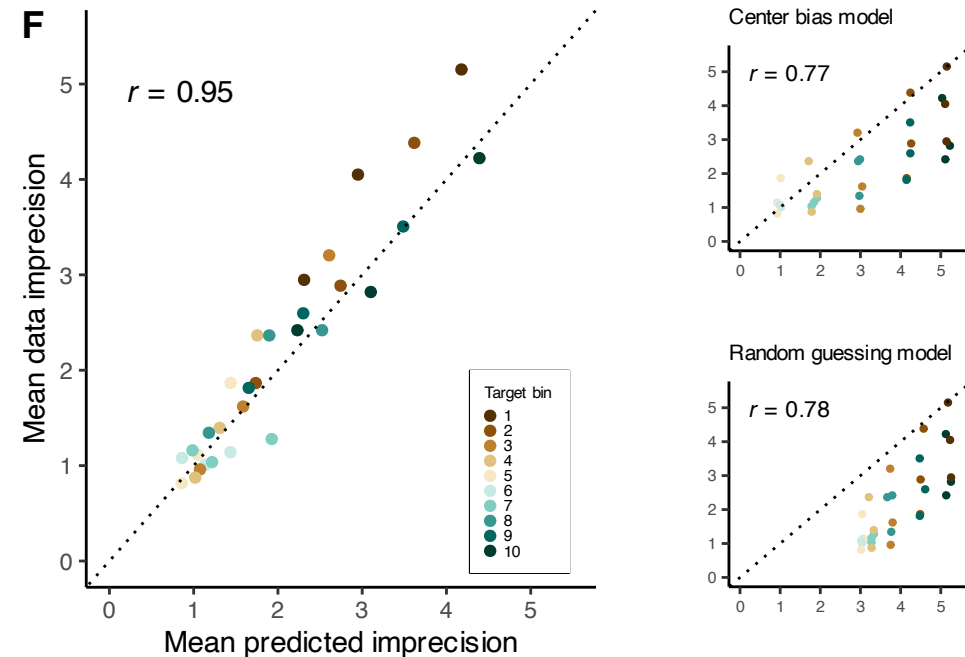 F
r = 0.95
Mean data imprecision
5
4
3
2
1
0
0 1 2 3 4 5
Mean predicted imprecision
Target bin
1
2
3
4
5
6
7
8
9
10
Center bias model
r = 0.77
5
4
3
2
1
0
0 1 2 3 4 5
Random guessing model
r = 0.78
5
4
3
2
1
0
0 1 2 3 4 5